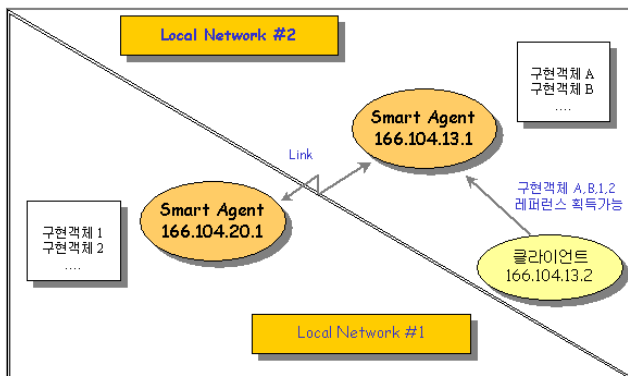 Local Network #2
구현객체 A
구현객체 B
....
Smart Agent
166.104.13.1
Link
구현객체 A,B,1,2
레퍼런스 획득가능
Smart Agent
166.104.20.1
구현객체 1
구현객체 2
....
클라이언트
166.104.13.2
Local Network #1